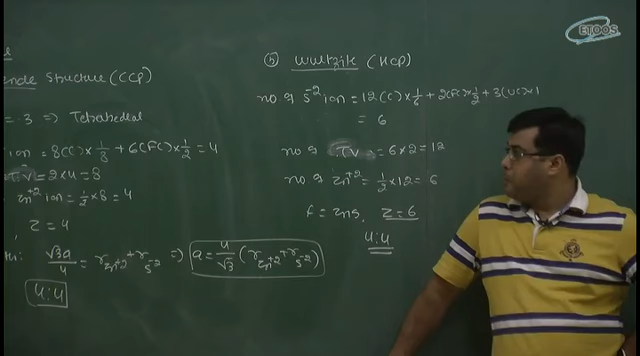 ende Structure (CCP)
= .3 => Tetrahedral
ion = 8(C) × 1/8 + 6(FC) × 1/2 = 4
TV = 2 × 4 = 8
Zn+2 ion = 1/2 × 8 = 4
Z = 4
√3a/4 = rzn+2 + rs-2 => a = 4/√3 (rzn+2 + rs-2)
4:4
(b) Wurtzite (HCP)
no of S-2 ion = 12(C) × 1/6 + 2(FC) × 1/2 + 3(UC) × 1
= 6
no of TV = 6 × 2 = 12
no of Zn+2 = 1/2 × 12 = 6
f = Zns, Z = 6
4:4
ETOOS